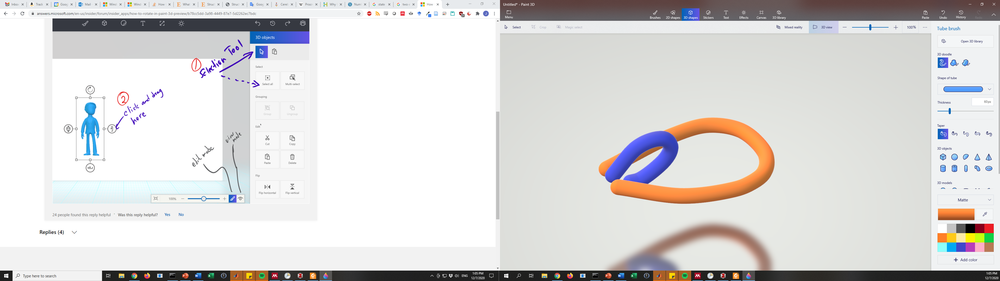 Inbox
Track
Goog
Mail
Wind
Wind
How
What
Struct
Struct
Goog
Cereb
Procr
Why
Num
state
two e
How
answers.microsoft.com/en-us/insider/forum/insider_apps/how-to-rotate-in-paint-3d-preview/b78cc5dd-3a98-4449-87e7-5d2262ec7bdc
3D objects
① Selection Tool
Select
Select all
Multi-select
② click and drag
here
Grouping
Group
Ungroup
Edit
view
mode
Cut
Copy
edid mobe
Paste
Delete
Flip
Flip horizontal
Flip vertical
100%
24 people found this reply helpful
Was this reply helpful?
Yes
No
Replies (4)
Type here to search
ENG
1:05 PM
12/7/2020
Untitled* - Paint 3D
Menu
Brushes
2D shapes
3D shapes
Stickers
Text
Effects
Canvas
3D library
Paste
Undo
History
Redo
Select
Crop
Magic select
Mixed reality
3D view
100%
Tube brush
Open 3D library
3D doodle
Shape of tube
Thickness
60px
Taper
3D objects
3D models
Matte
Add color
1:05 PM
12/7/2020